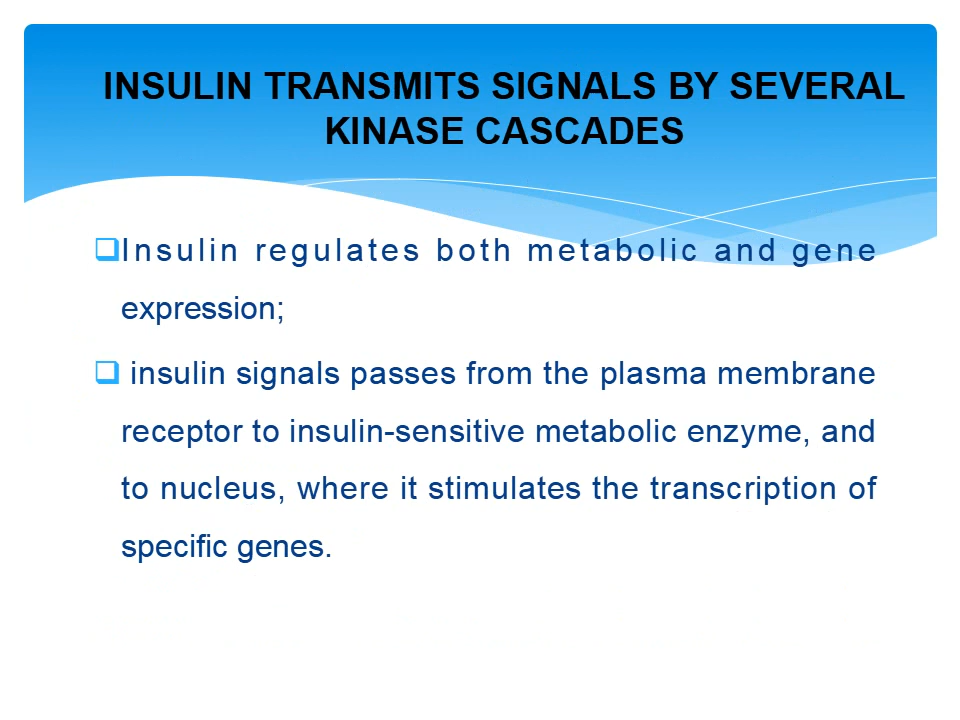 INSULIN TRANSMITS SIGNALS BY SEVERAL
KINASE CASCADES
❑Insulin regulates both metabolic and gene
expression;
❑ insulin signals passes from the plasma membrane
receptor to insulin-sensitive metabolic enzyme, and
to nucleus, where it stimulates the transcription of
specific genes.